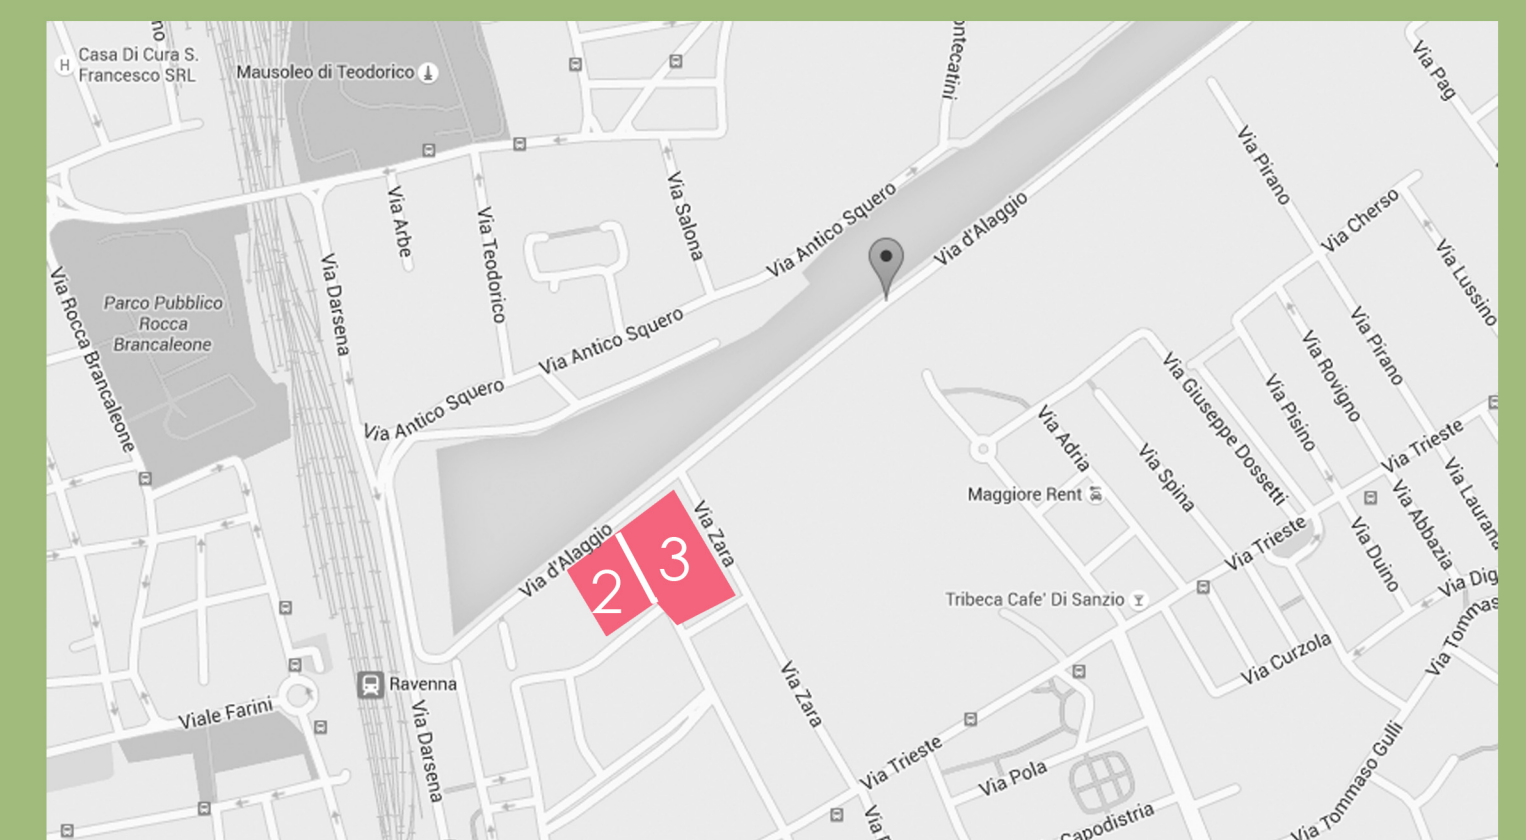 H
Casa Di Cura S.
Francesco SRL
Mausoleo di Teodorico
Via Arbe
Via Teodorico
Via Salona
Via Antico Squero
Via d'Alaggio
Via Pirano
Via Pag
Via Cherso
Via Lussino
Via Rocca Brancaleone
Parco Pubblico
Rocca
Brancaleone
Via Darsena
Via Antico Squero
Via Antico Squero
Via Pirano
Via Rovigno
Via Pisino
Via Giuseppe Dossetti
Via Adria
Via Spina
Via Trieste
Via Laurana
Via Abbazia
Maggiore Rent
Via d'Alaggio
2
3
Via Zara
Via Trieste
Via Duino
Via Dig
Via Tommas
Tribeca Cafe' Di Sanzio
Via Curzola
Ravenna
Viale Farini
Via Darsena
Via Zara
Via Trieste
Via Pola
Capodistria
Via Tommaso Gulli